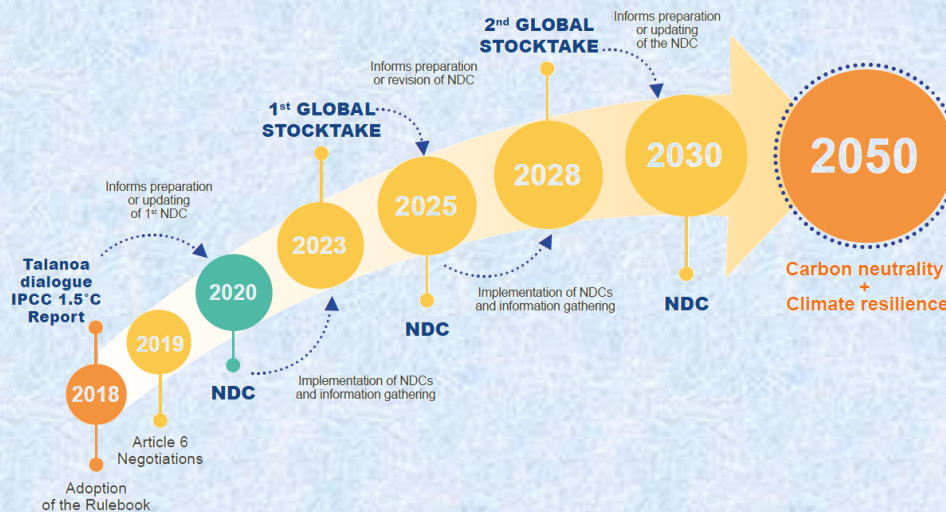 Talanoa
dialogue
IPCC 1.5°C
Report
2018
Adoption
of the Rulebook
2019
Article 6
Negotiations
Informs preparation
or updating
of 1st NDC
2020
NDC
1st GLOBAL
STOCKTAKE
2023
Implementation of NDCs
and information gathering
Informs preparation
or revision of NDC
2025
NDC
2nd GLOBAL
STOCKTAKE
2028
Implementation of NDCs
and information gathering
Informs preparation
or updating
of the NDC
2030
NDC
2050
Carbon neutrality
+
Climate resilience